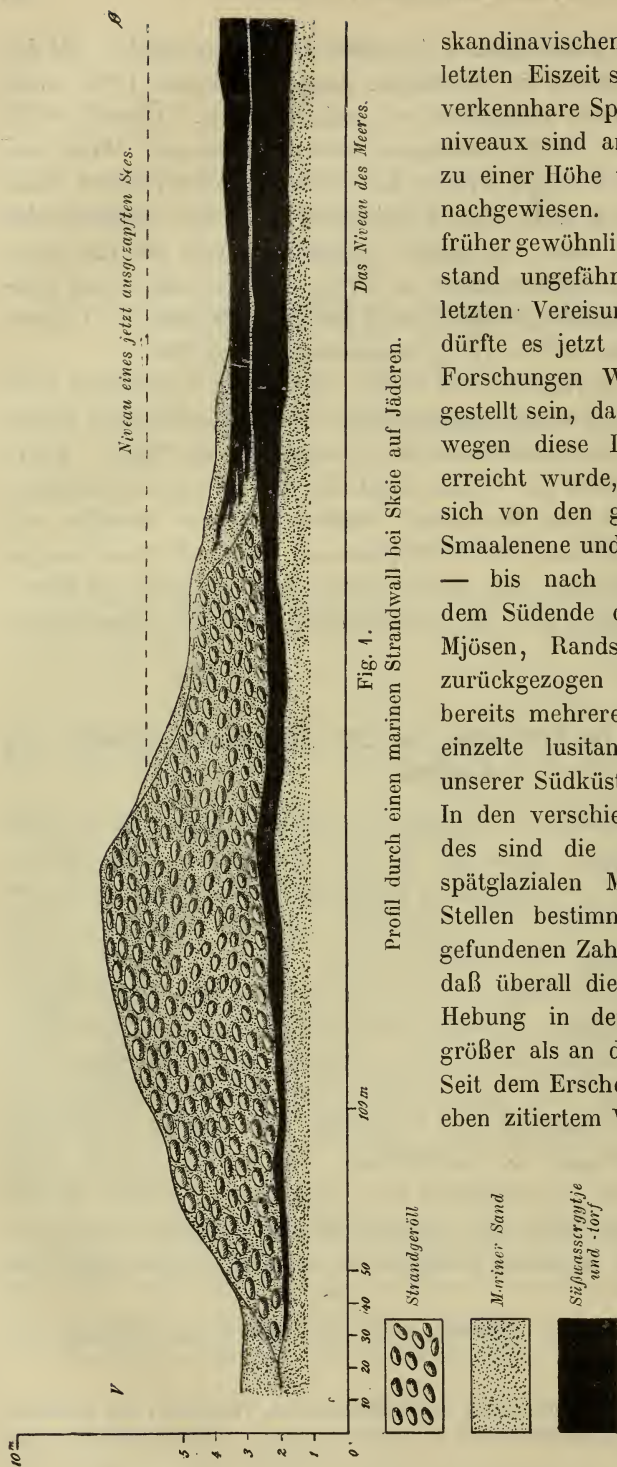 V
Niveau eines jetzt ausgezapften Sees.
Ø
10 m
5
4
3
2
1
0
10 20 30 40 50 100 m
Das Niveau des Meeres.
Fig. 1.
Profil durch einen marinen Strandwall bei Skeie auf Jäderen.
Strandgeröll
Mariner Sand
Süßwassergytje
und -torf
skandinavischen
letzten Eiszeit s
verkennhare Sp
niveaux sind
zu einer Höhe
nachgewiesen.
früher gewöhnli
stand ungefähr
letzten Vereisu
dürfte es jetzt
Forschungen W
gestellt sein, da
wegen diese
erreicht wurde,
sich von den g
Smaalenene und
— bis nach
dem Südende
Mjösen, Rands
zurückgezogen
bereits mehrere
einzelte lusitan
unserer Südküst
In den verschie
des sind die
spätglazialen M
Stellen bestimm
gefundenen Zah
daß überall die
Hebung in de
größer als an d
Seit dem Ersche
eben zitiertem